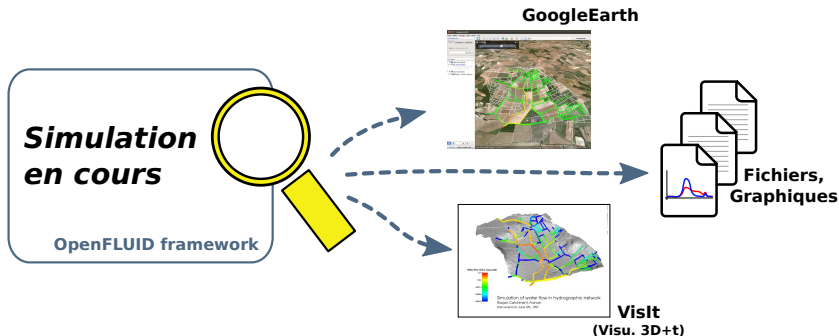 GoogleEarth
Simulation
en cours
OpenFLUID framework
Fichiers,
Graphiques
Simulation of water flow in hydrographic network
VisIt
(Visu. 3D+t)